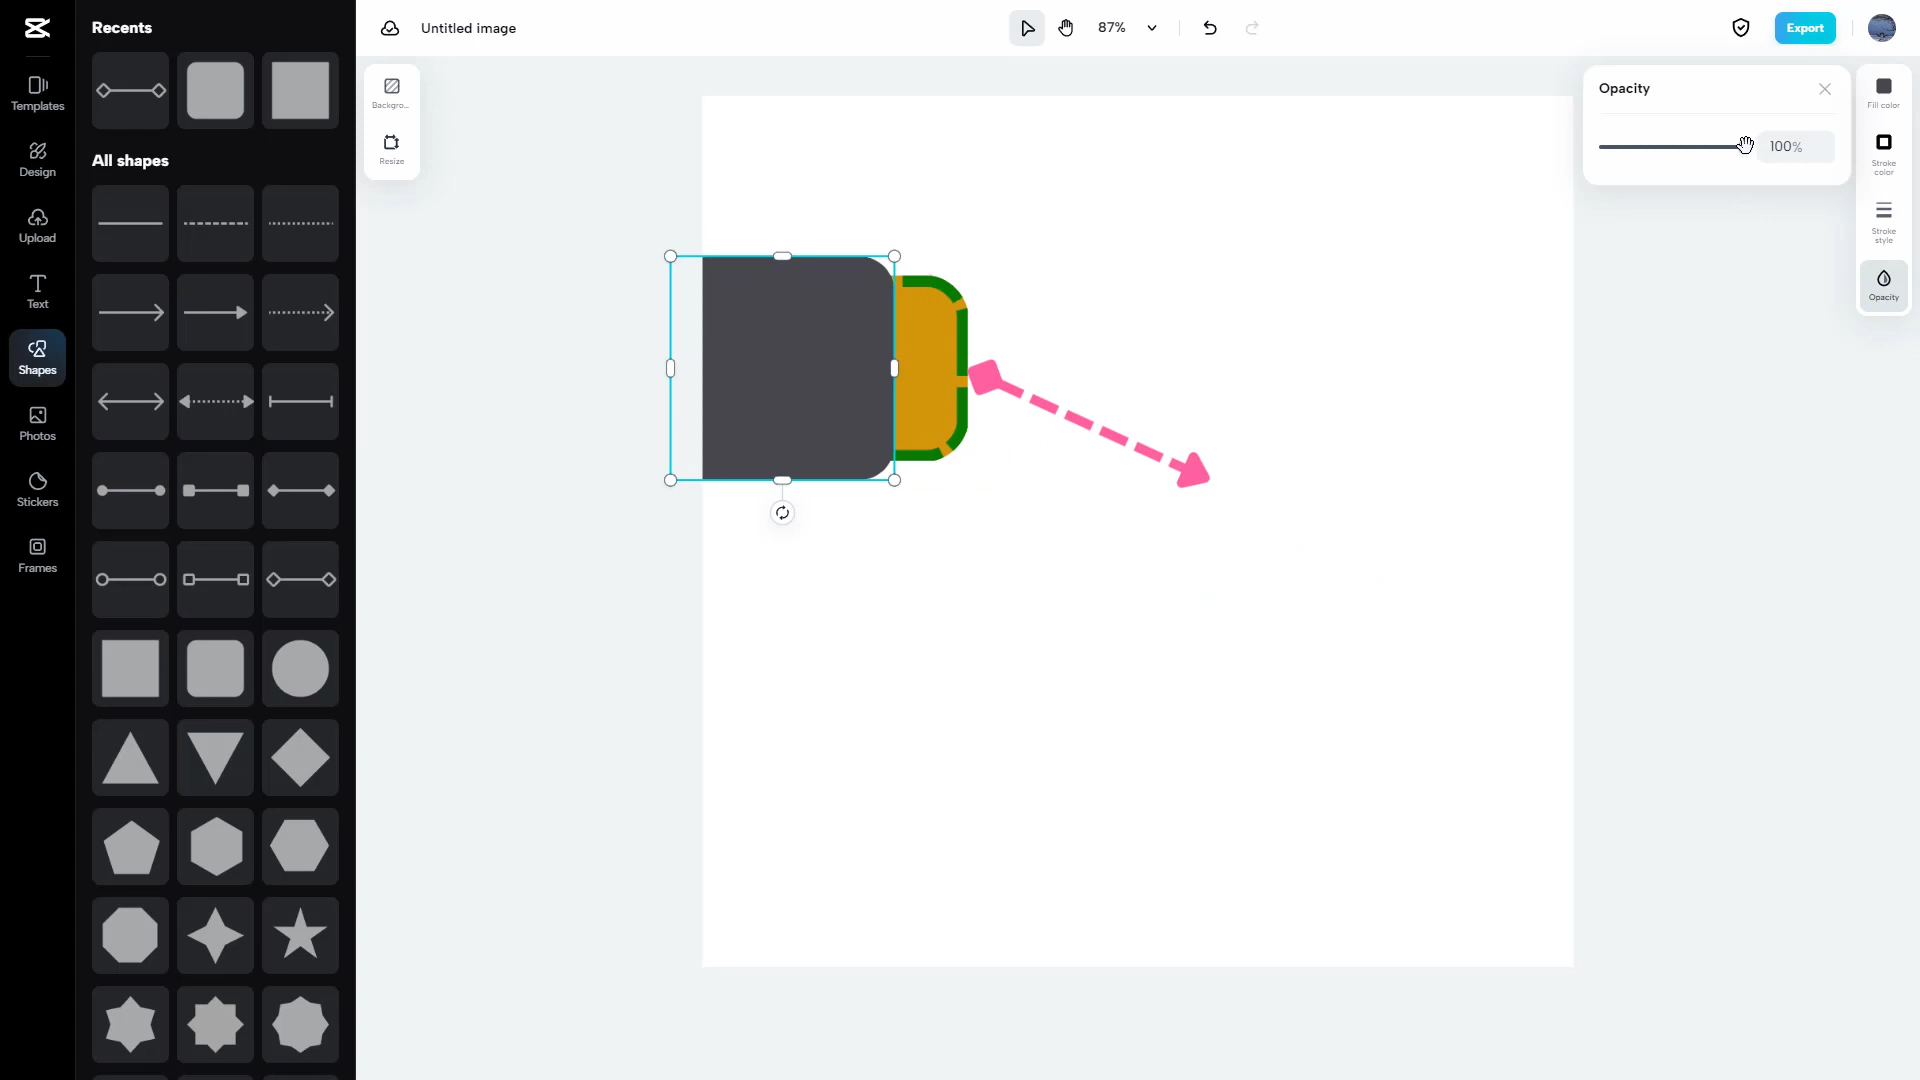 Recents
All shapes
Templates
Design
Upload
Text
Shapes
Photos
Stickers
Frames
Untitled image
87%
Export
Backgro...
Resize
Opacity
100%
Fill color
Stroke
color
Stroke
style
Opacity